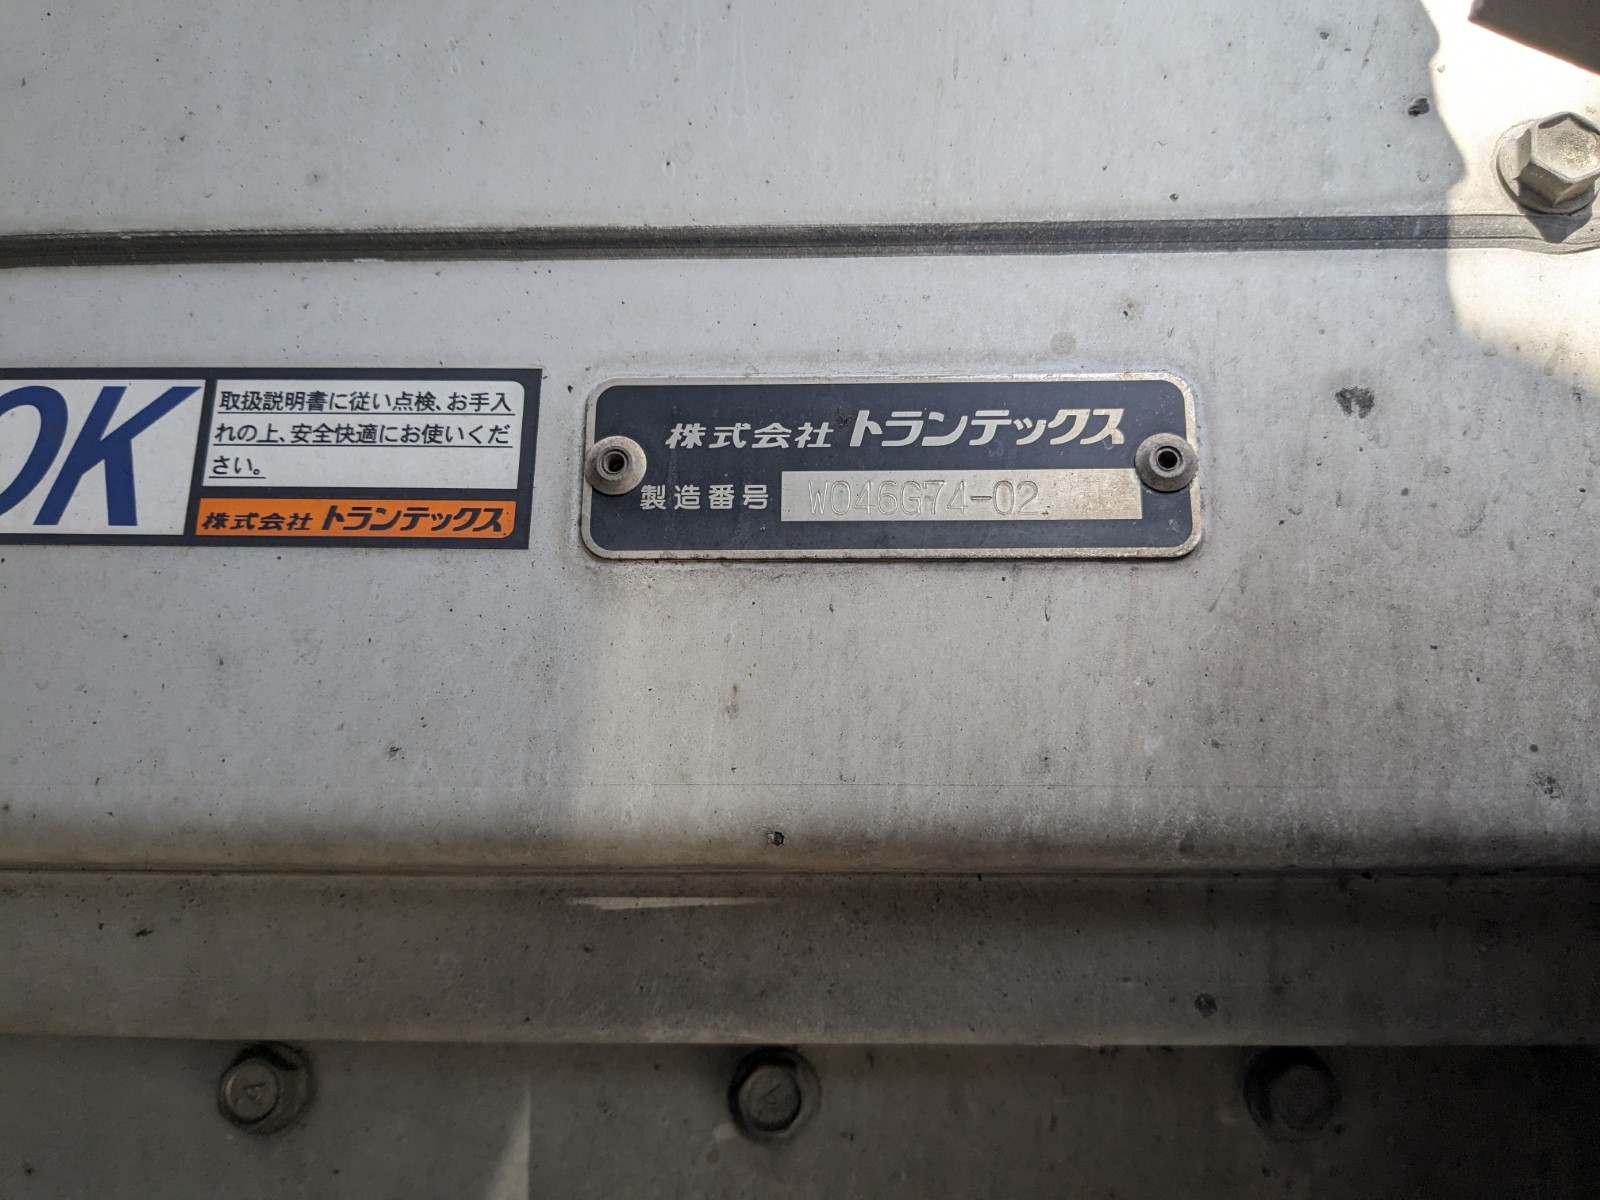 OK
取扱説明書に従い点検、お手入
れの上、安全快適にお使いくだ
さい。
株式会社トランテックス
株式会社 トランテックス
製造番号 W046G74-02